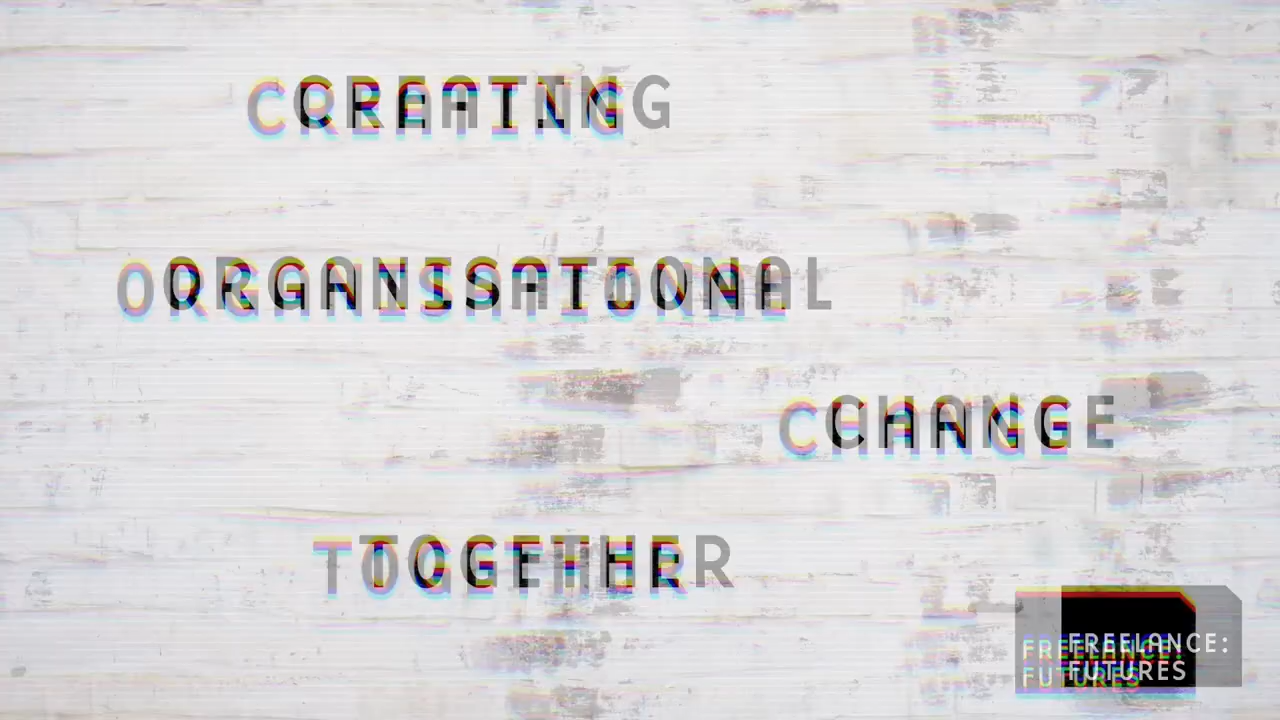 CREATING
ORGANISATIONAL
CHANGE
TOGETHER
FREELANCE:
FUTURES